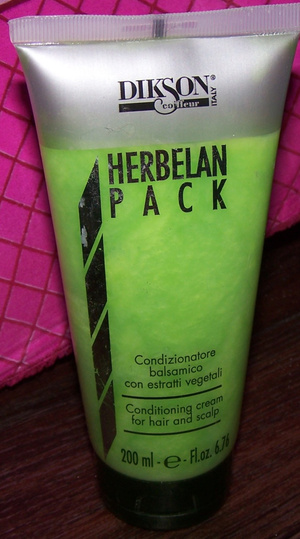 DIKSON®
Coiffeur
ITALY
HERBELAN
PACK
Condizionatore
balsamico
con estratti vegetali
Conditioning cream
for hair and scalp
200 ml - e - Fl.oz. 6.76